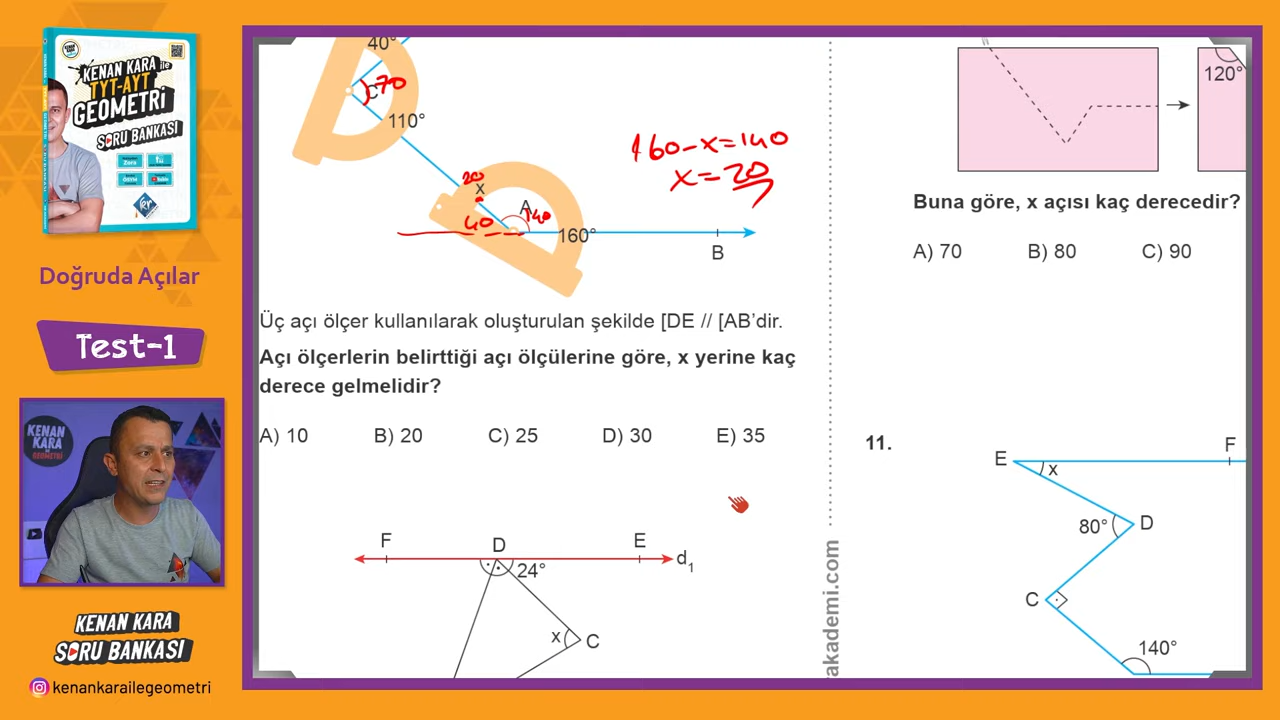 KENAN KARA ile
TYT-AYT
GEOMETRİ
SORU BANKASI
Doğruda Açılar
Test-1
KENAN
KARA
GEOMETRİ
KENAN KARA
SORU BANKASI
kenankarailegeometri
40°
C
70
110°
20
x
A
40
140
160°
B
160-x=140
x=20
Üç açı ölçer kullanılarak oluşturulan şekilde [DE // [AB'dir.
Açı ölçerlerin belirttiği açı ölçülerine göre, x yerine kaç
derece gelmelidir?
A) 10 B) 20 C) 25 D) 30 E) 35
F D E d1
24°
x C
akademi.com
120°
Buna göre, x açısı kaç derecedir?
A) 70 B) 80 C) 90
11.
E F
x
80° D
C
140°